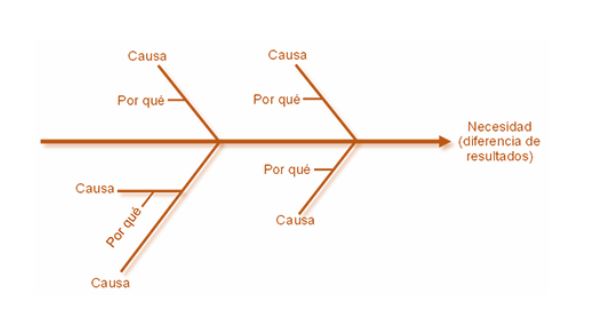 Causa
Causa
Por qué
Por qué
Necesidad
(diferencia de
resultados)
Por qué
Causa
Por qué
Causa
Causa